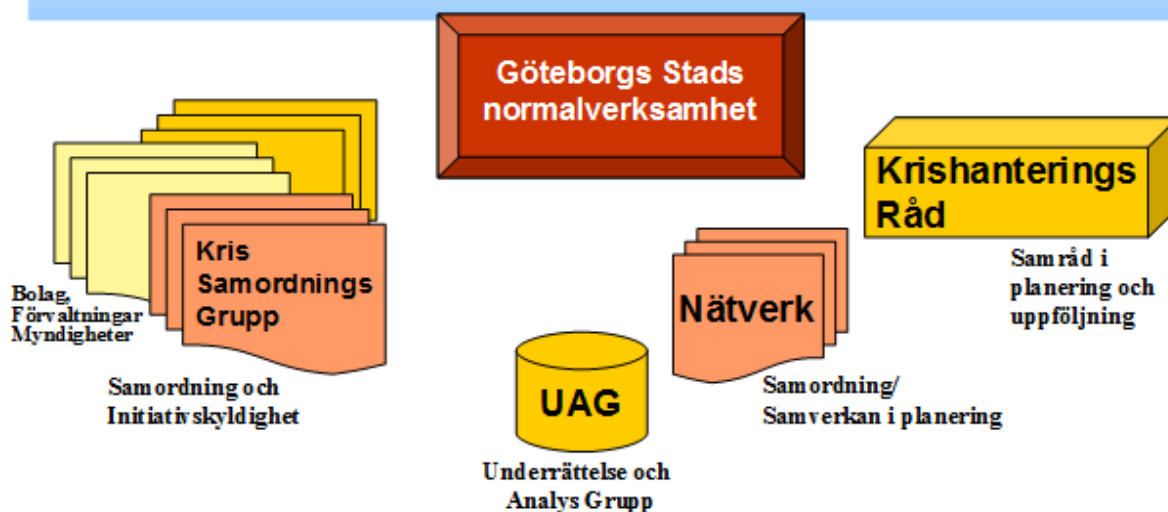 Göteborgs Stads
normalverksamhet
Krishanterings
Råd
Samråd i
planering och
uppföljning
Kris
Samordnings
Grupp
Bolag,
Förvaltningar
Myndigheter
Samordning och
Initiativskyldighet
Nätverk
Samordning/
Samverkan i planering
UAG
Underrättelse och
Analys Grupp